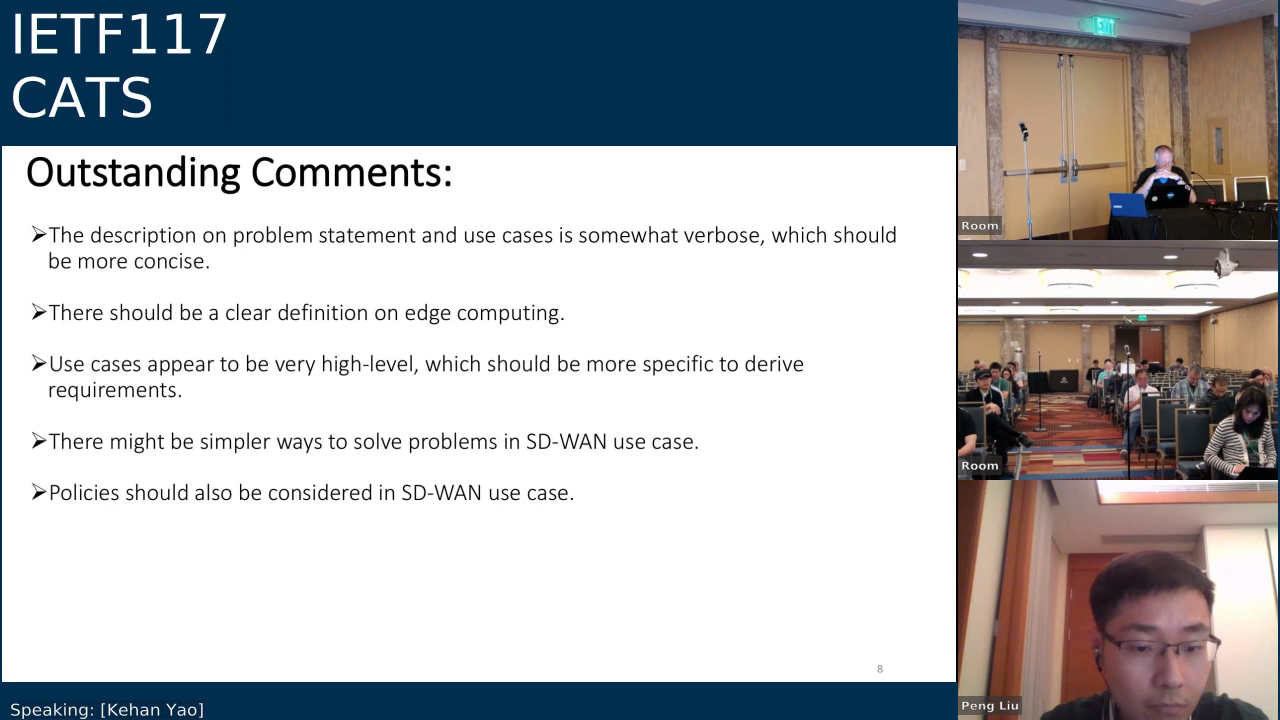 IETF117
CATS
Outstanding Comments:
➢The description on problem statement and use cases is somewhat verbose, which should
be more concise.
➢There should be a clear definition on edge computing.
➢Use cases appear to be very high-level, which should be more specific to derive
requirements.
➢There might be simpler ways to solve problems in SD-WAN use case.
➢Policies should also be considered in SD-WAN use case.
8
Speaking: [Kehan Yao]
EXIT
Room
Room
Peng Liu